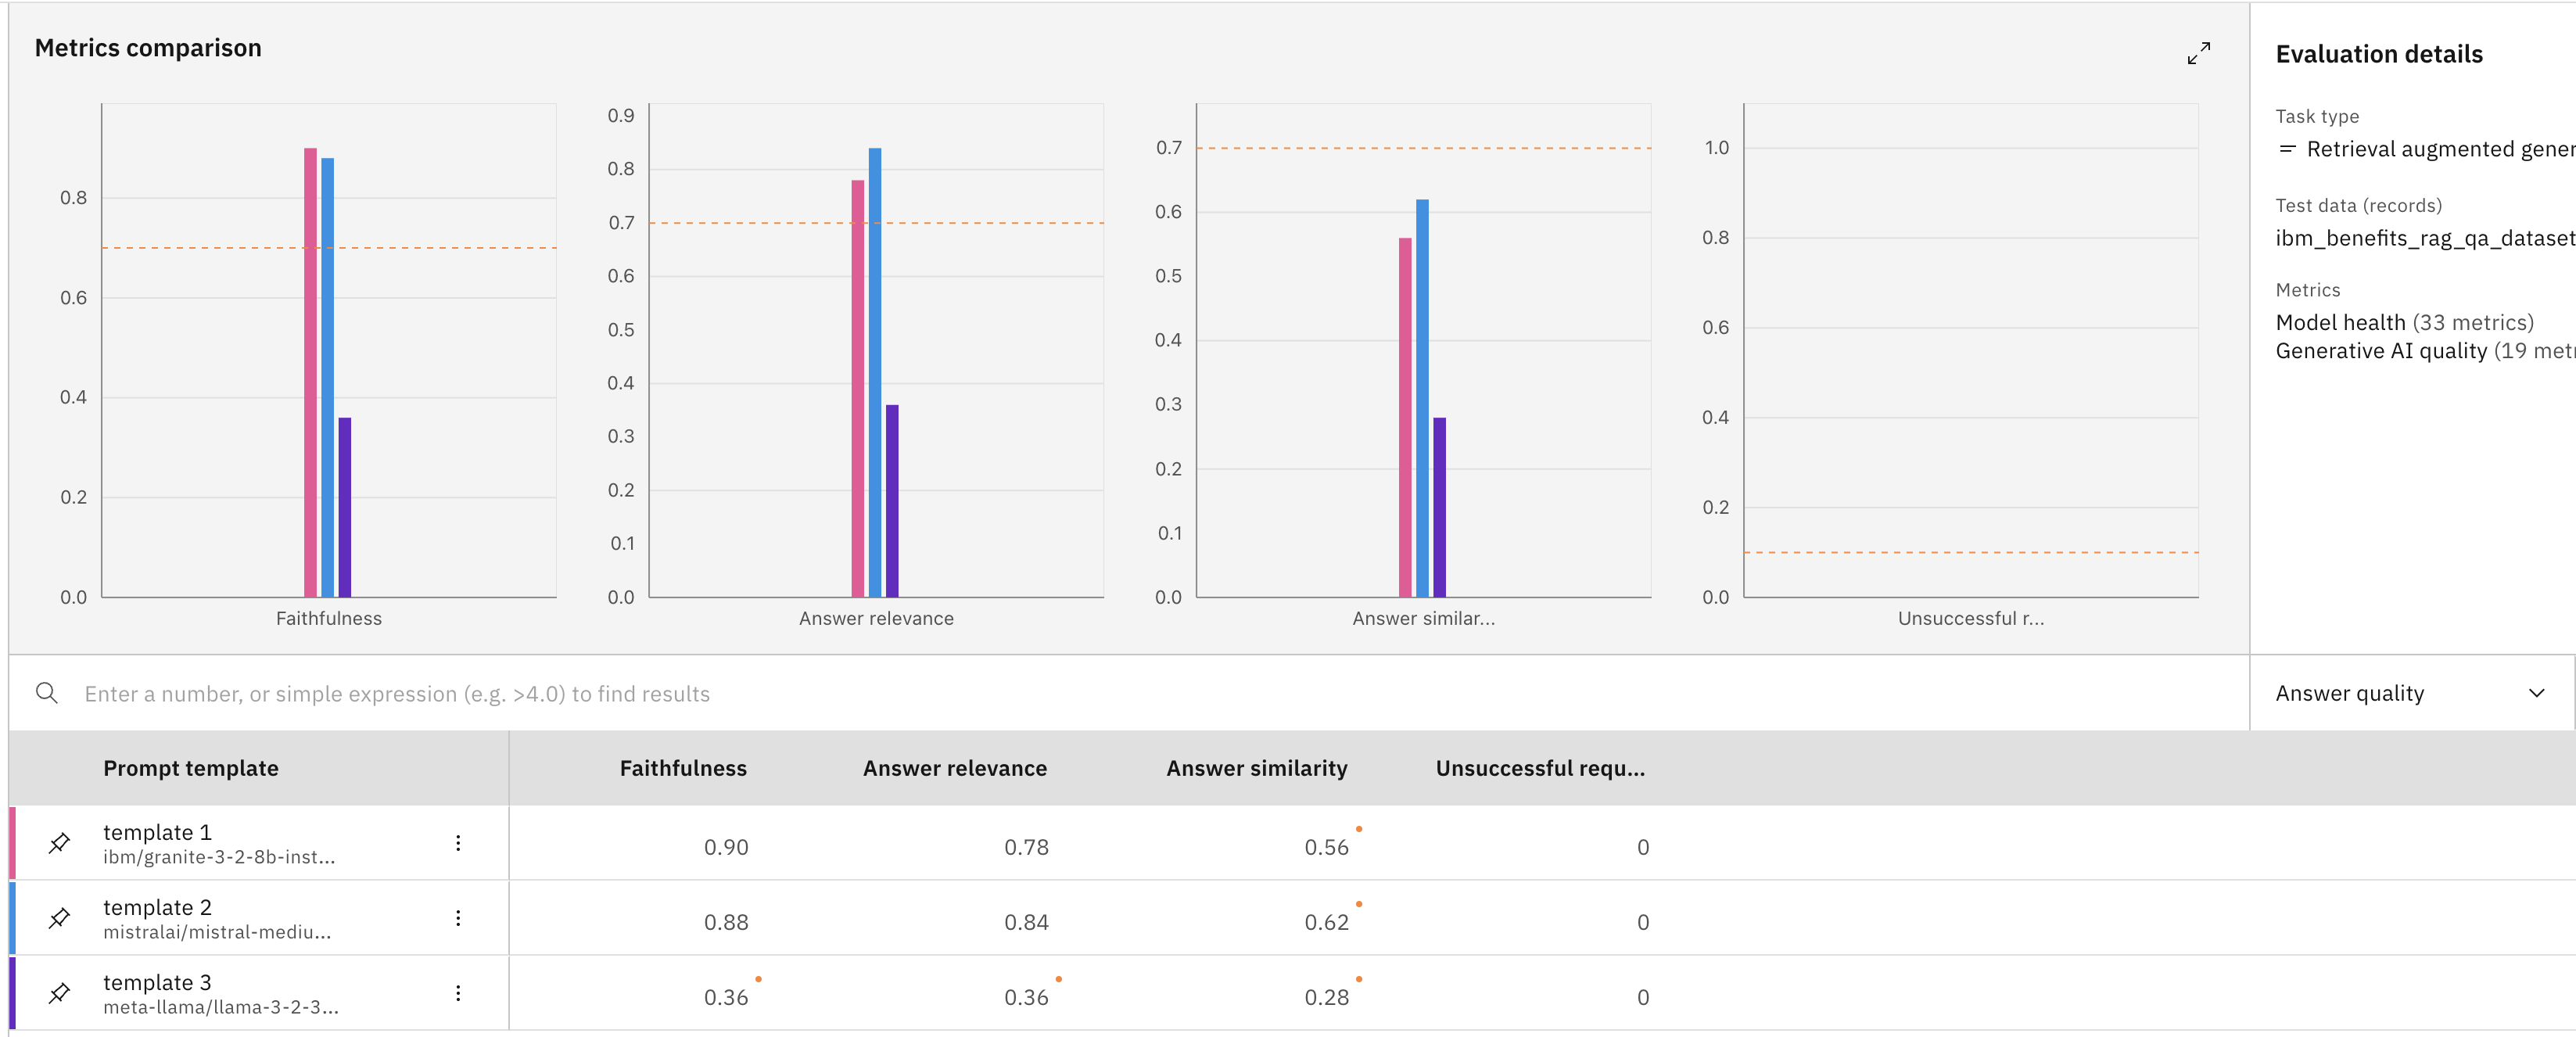 Metrics comparison
0.8
0.6
0.4
0.2
0.0
Faithfulness
0.9
0.8
0.7
0.6
0.5
0.4
0.3
0.2
0.1
0.0
Answer relevance
0.7
0.6
0.5
0.4
0.3
0.2
0.1
0.0
Answer similar...
1.0
0.8
0.6
0.4
0.2
0.0
Unsuccessful r...
Evaluation details
Task type
Retrieval augmented gener
Test data (records)
ibm_benefits_rag_qa_dataset
Metrics
Model health (33 metrics)
Generative AI quality (19 metr
Enter a number, or simple expression (e.g. >4.0) to find results
Answer quality
Prompt template Faithfulness Answer relevance Answer similarity Unsuccessful requ...
template 1
ibm/granite-3-2-8b-inst...
0.90 0.78 0.56 0
template 2
mistralai/mistral-mediu...
0.88 0.84 0.62 0
template 3
meta-llama/llama-3-2-3...
0.36 0.36 0.28 0